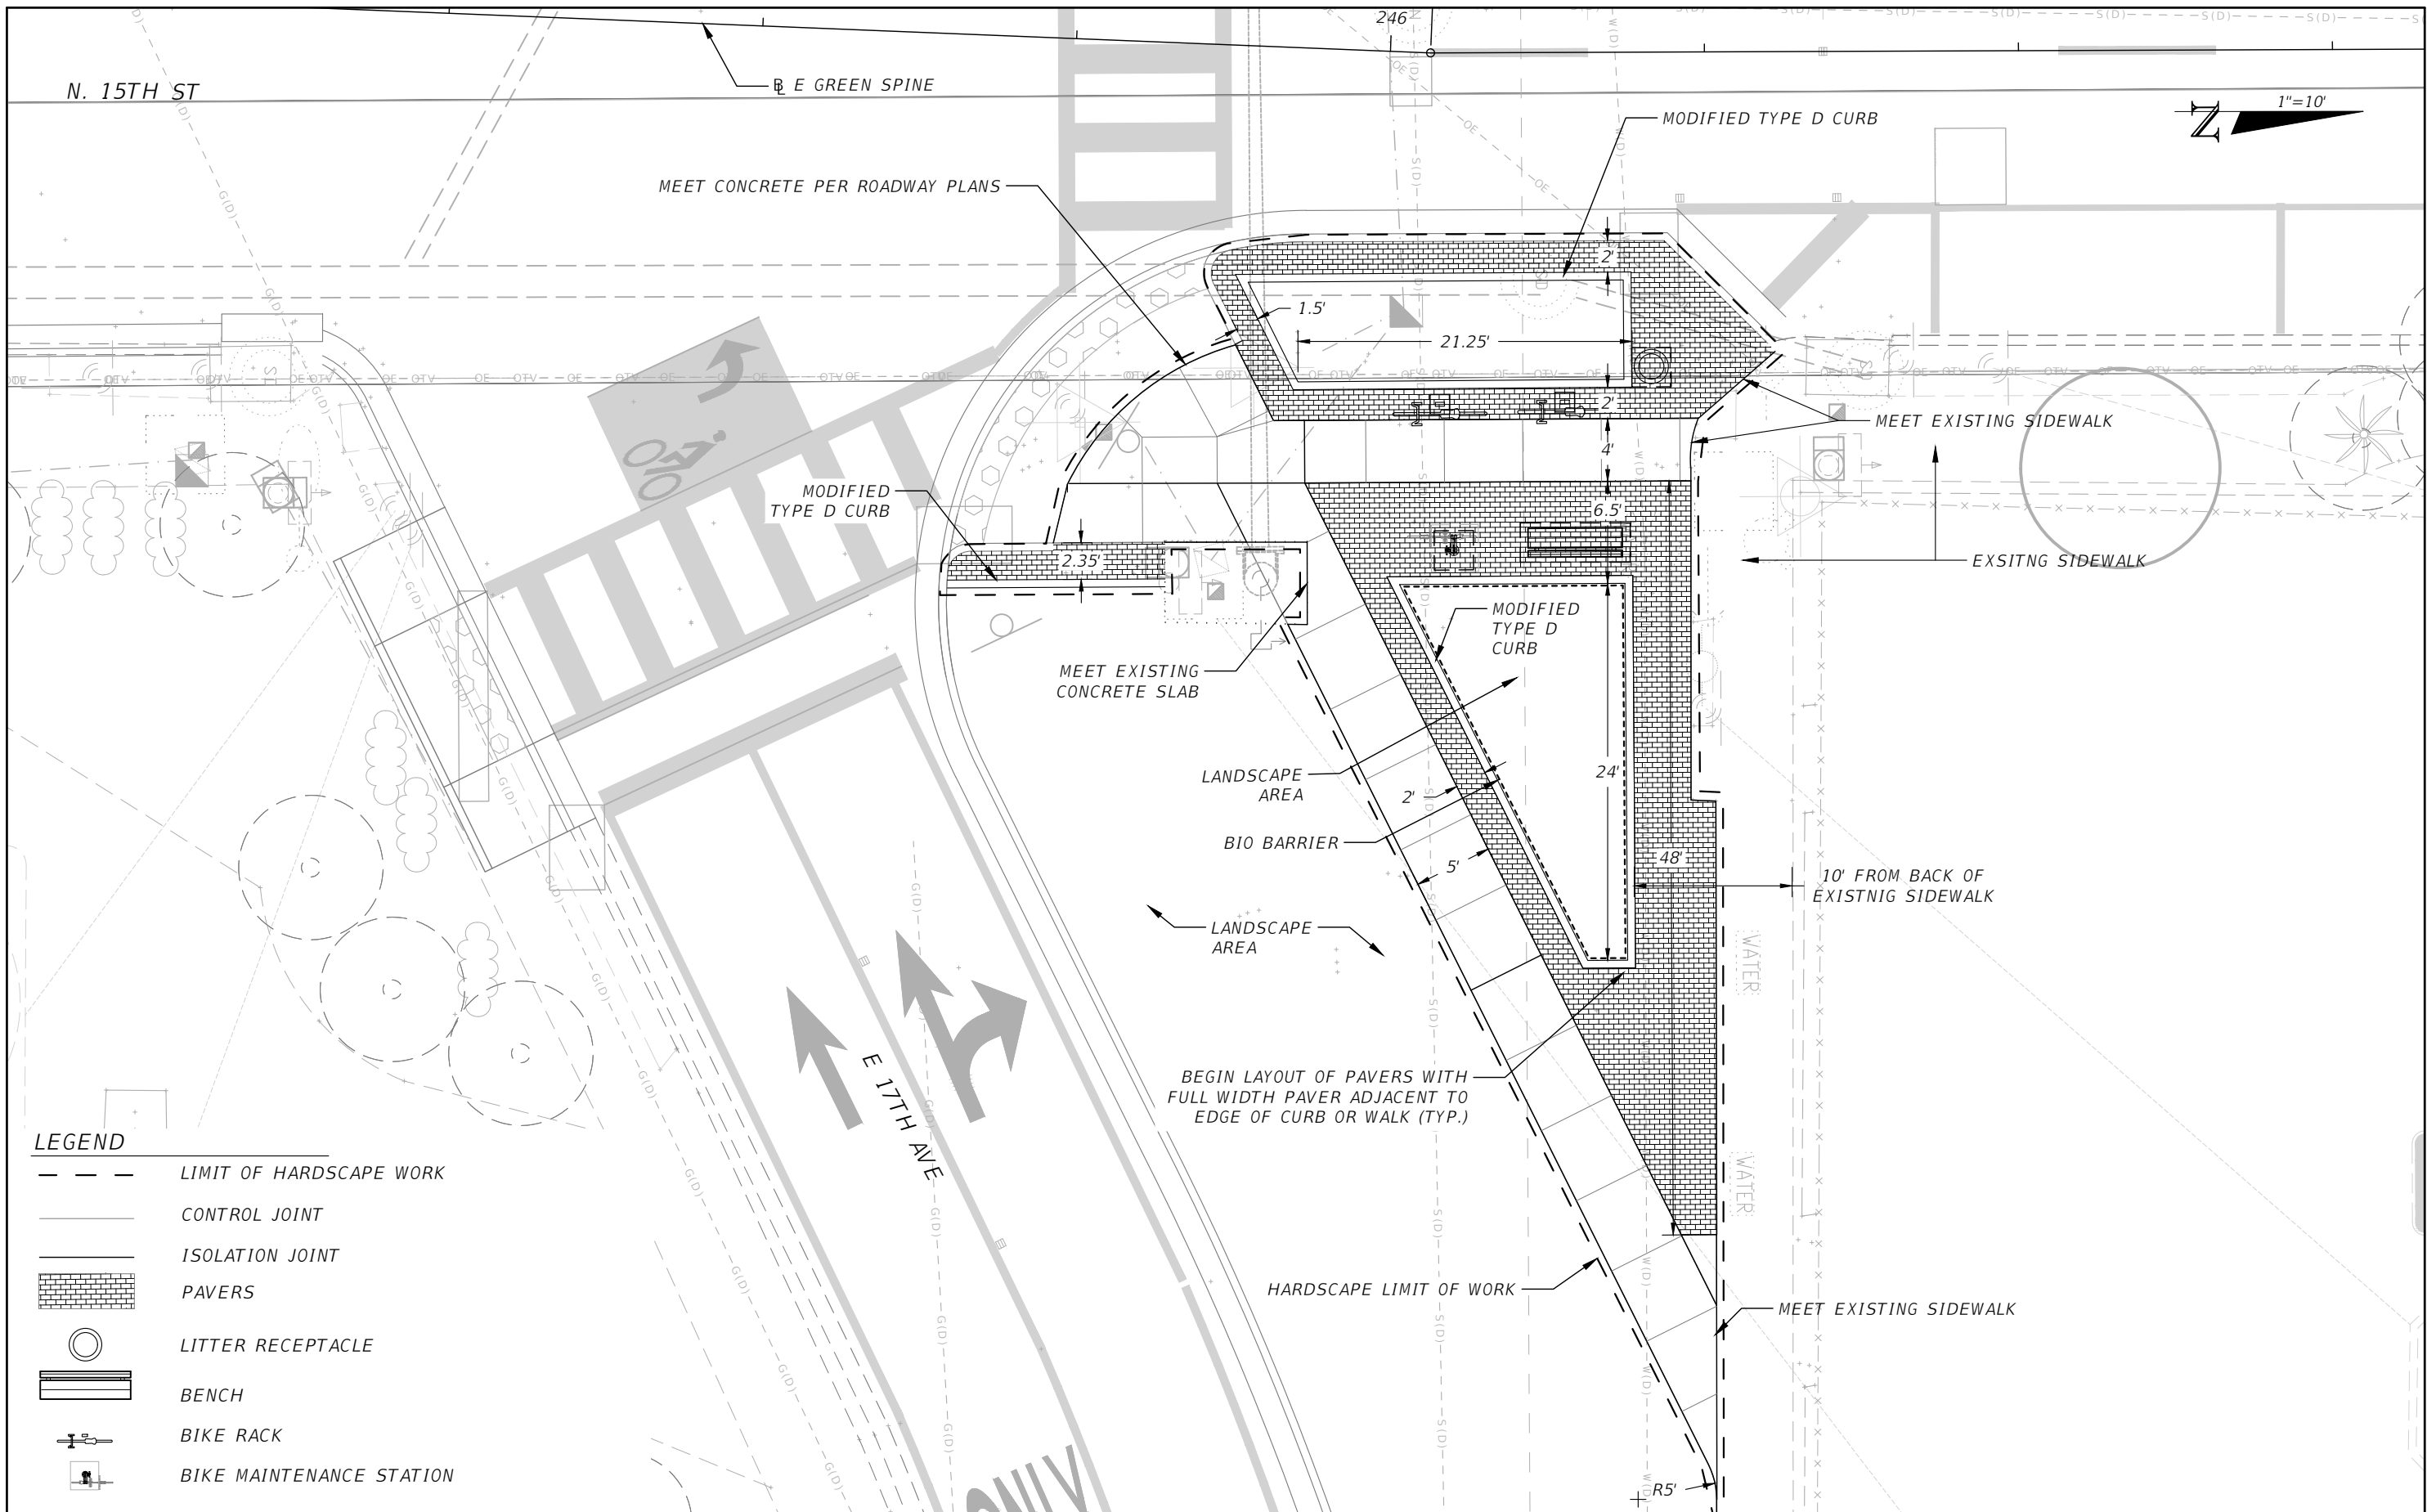 246
N. 15TH ST
BL E GREEN SPINE
1"=10'
N
MODIFIED TYPE D CURB
MEET CONCRETE PER ROADWAY PLANS
2'
1.5'
21.25'
2'
MEET EXISTING SIDEWALK
4'
MODIFIED
TYPE D CURB
6.5'
2.35'
EXSITNG SIDEWALK
MODIFIED
TYPE D
CURB
MEET EXISTING
CONCRETE SLAB
LANDSCAPE
AREA
24'
2'
BIO BARRIER
48'
5'
10' FROM BACK OF
EXISTNIG SIDEWALK
LANDSCAPE
AREA
WATER
BEGIN LAYOUT OF PAVERS WITH
FULL WIDTH PAVER ADJACENT TO
EDGE OF CURB OR WALK (TYP.)
E 17TH AVE
WATER
HARDSCAPE LIMIT OF WORK
MEET EXISTING SIDEWALK
R5'
ONLY
LEGEND
LIMIT OF HARDSCAPE WORK
CONTROL JOINT
ISOLATION JOINT
PAVERS
LITTER RECEPTACLE
BENCH
BIKE RACK
BIKE MAINTENANCE STATION